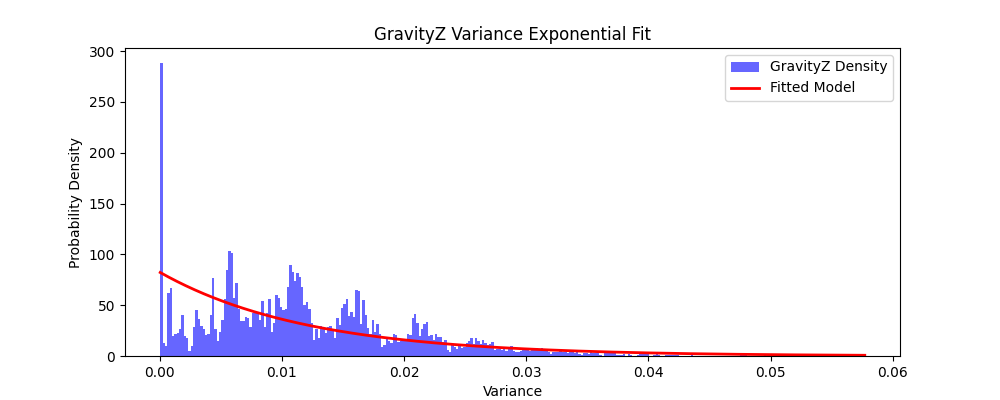 GravityZ Variance Exponential Fit
300
250
200
150
100
50
0
Probability Density
GravityZ Density
Fitted Model
0.00 0.01 0.02 0.03 0.04 0.05 0.06
Variance